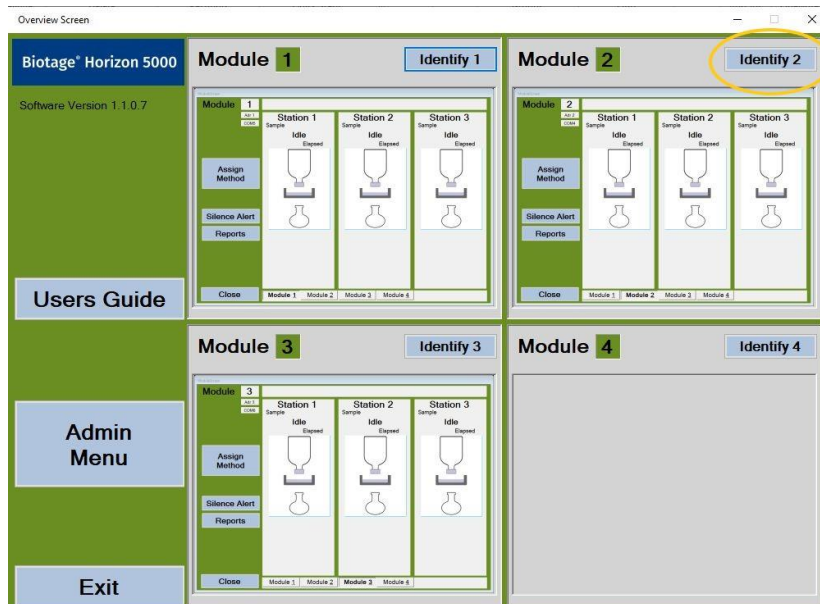 Overview Screen
Biotage® Horizon 5000
Software Version 1.1.0.7
Users Guide
Admin
Menu
Exit
Module 1
Identify 1
Module 1
Adr 1
Station 1
Station 2
Station 3
Sample
Sample
Sample
Idle
Idle
Idle
Elapsed
Elapsed
Elapsed
Assign
Method
Silence Alert
Reports
Close
Module 1
Module 2
Module 3
Module 4
Module 2
Identify 2
Module 2
Adr 2
Station 1
Station 2
Station 3
Sample
Sample
Sample
Idle
Idle
Idle
Elapsed
Elapsed
Elapsed
Assign
Method
Silence Alert
Reports
Close
Module 1
Module 2
Module 3
Module 4
Module 3
Identify 3
Module 3
Station 1
Station 2
Station 3
Sample
Sample
Sample
Idle
Idle
Idle
Elapsed
Elapsed
Elapsed
Assign
Method
Silence Alert
Reports
Close
Module 1
Module 2
Module 3
Module 4
Module 4
Identify 4